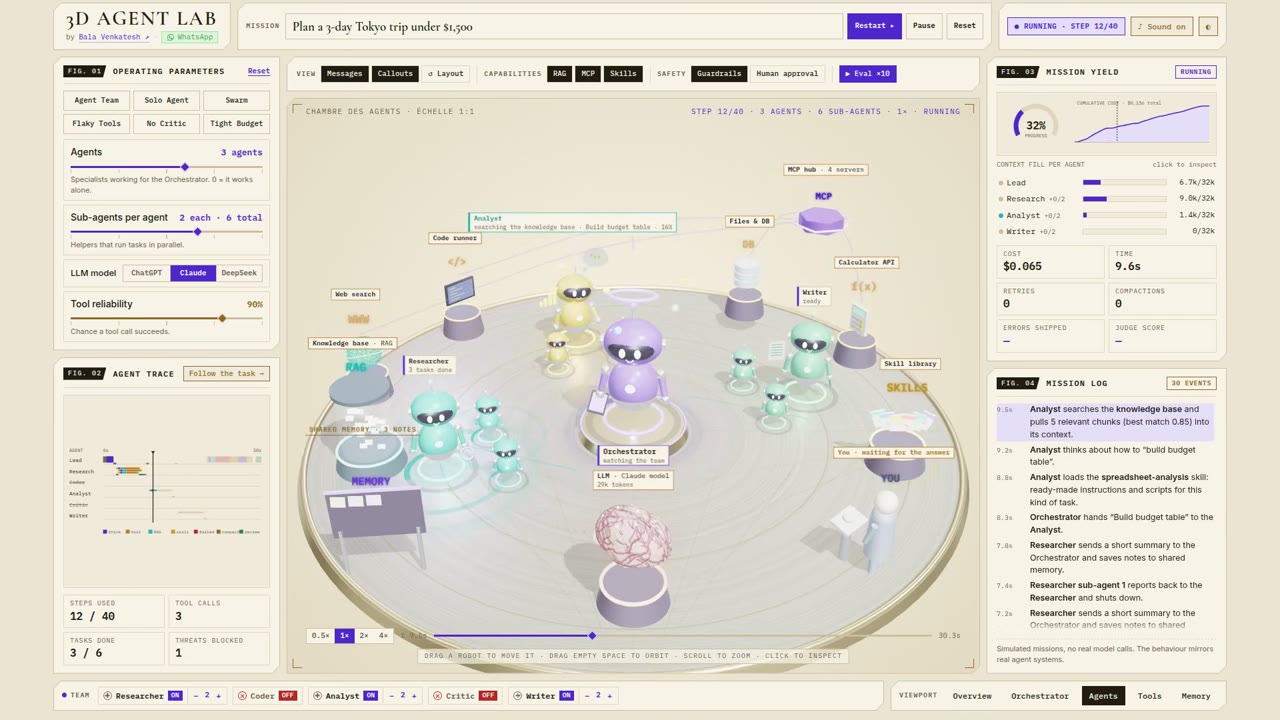 3D AGENT LAB
by Bala Venkatesh ↗ · WhatsApp
MISSION Plan a 3-day Tokyo trip under $1,500 Restart ▸ Pause Reset
● RUNNING · STEP 12/40 ♪ Sound on ◐
FIG. 01 OPERATING PARAMETERS Reset
Agent Team Solo Agent Swarm
Flaky Tools No Critic Tight Budget
Agents 3 agents
Specialists working for the Orchestrator. 0 = it works
alone.
Sub-agents per agent 2 each · 6 total
Helpers that run tasks in parallel.
LLM model ChatGPT Claude DeepSeek
Tool reliability 90%
Chance a tool call succeeds.
FIG. 02 AGENT TRACE Follow the task →
AGENT 0s 30s
Lead
Research
Coder
Analyst
Critic
Writer
STEPS USED
12 / 40
TOOL CALLS
3
TASKS DONE
3 / 6
THREATS BLOCKED
1
VIEW Messages Callouts ↺ Layout CAPABILITIES RAG MCP Skills SAFETY Guardrails Human approval ▶ Eval ×10
CHAMBRE DES AGENTS · ÉCHELLE 1:1
STEP 12/40 · 3 AGENTS · 6 SUB-AGENTS · 1× · RUNNING
MCP hub · 4 servers
MCP
Analyst
searching the knowledge base · Build budget table · 16%
Files & DB
DB
Code runner
</>
Calculator API
f(x)
Web search
WWW
Writer
ready
Knowledge base · RAG
RAG
Researcher
3 tasks done
Skill library
SKILLS
SHARED MEMORY · 3 NOTES
MEMORY
Orchestrator
watching the team
LLM · Claude model
29k tokens
You · waiting for the answer
YOU
0.5× 1× 2× 4× 30.3s
DRAG A ROBOT TO MOVE IT · DRAG EMPTY SPACE TO ORBIT · SCROLL TO ZOOM · CLICK TO INSPECT
FIG. 03 MISSION YIELD RUNNING
32%
PROGRESS
CUMULATIVE COST
total
CONTEXT FILL PER AGENT click to inspect
Lead 6.7k/32k
Research +0/2 9.0k/32k
Analyst +0/2 1.4k/32k
Writer +0/2 0/32k
COST
$0.065
TIME
9.6s
RETRIES
0
COMPACTIONS
0
ERRORS SHIPPED
—
JUDGE SCORE
—
FIG. 04 MISSION LOG 30 EVENTS
9.5s Analyst searches the knowledge base and
pulls 5 relevant chunks (best match 0.85) into
its context.
9.2s Analyst thinks about how to “build budget
table”.
8.8s Analyst loads the spreadsheet-analysis skill:
ready-made instructions and scripts for this
kind of task.
8.3s Orchestrator hands “Build budget table” to the
Analyst.
7.8s Researcher sends a short summary to the
Orchestrator and saves notes to shared
memory.
7.4s Researcher sub-agent 1 reports back to the
Researcher and shuts down.
7.2s Researcher sends a short summary to the
Orchestrator and saves notes to shared
Simulated missions, no real model calls. The behaviour mirrors
real agent systems.
● TEAM Researcher ON − 2 + Coder OFF Analyst ON − 2 + Critic OFF Writer ON − 2 +
VIEWPORT Overview Orchestrator Agents Tools Memory